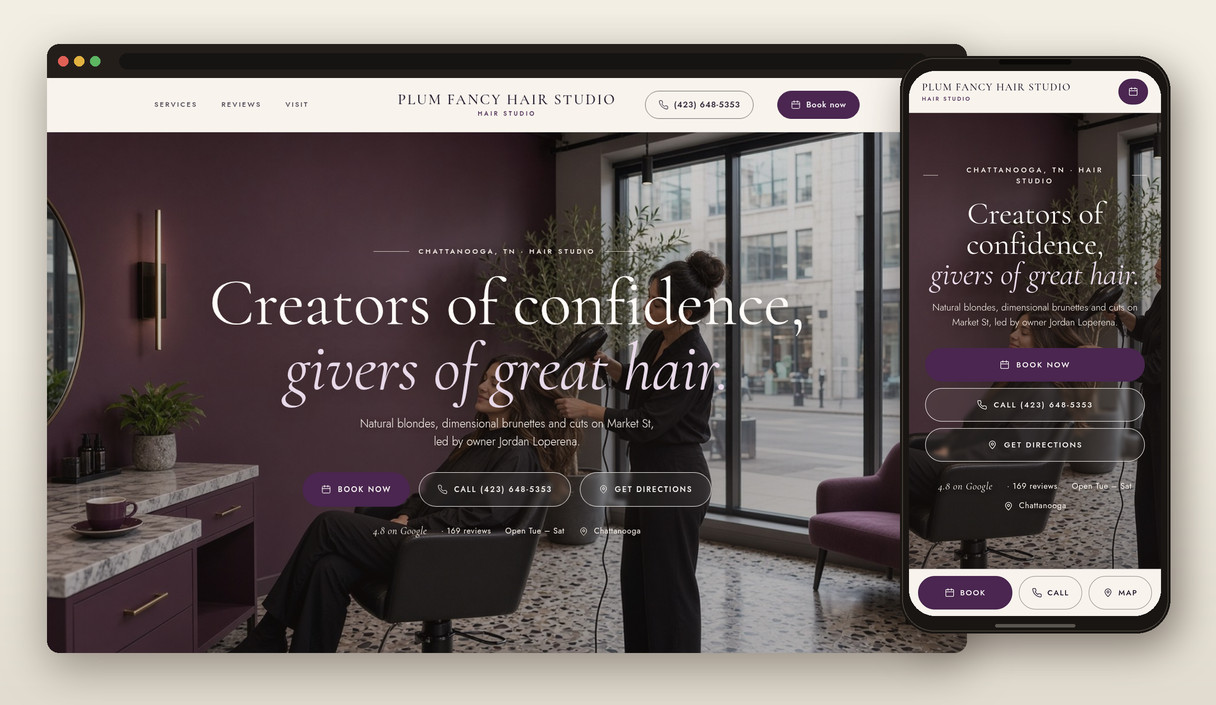 SERVICES REVIEWS VISIT
PLUM FANCY HAIR STUDIO
HAIR STUDIO
(423) 648-5353
Book now
CHATTANOOGA, TN · HAIR STUDIO
Creators of confidence,
givers of great hair.
Natural blondes, dimensional brunettes and cuts on Market St,
led by owner Jordan Loperena.
BOOK NOW
CALL (423) 648-5353
GET DIRECTIONS
4.8 on Google · 169 reviews Open Tue – Sat Chattanooga
PLUM FANCY HAIR STUDIO
HAIR STUDIO
CHATTANOOGA, TN · HAIR
STUDIO
Creators of
confidence,
givers of great hair.
Natural blondes, dimensional brunettes and cuts on
Market St, led by owner Jordan Loperena.
BOOK NOW
CALL (423) 648-5353
GET DIRECTIONS
4.8 on Google · 169 reviews Open Tue – Sat
Chattanooga
BOOK
CALL
MAP